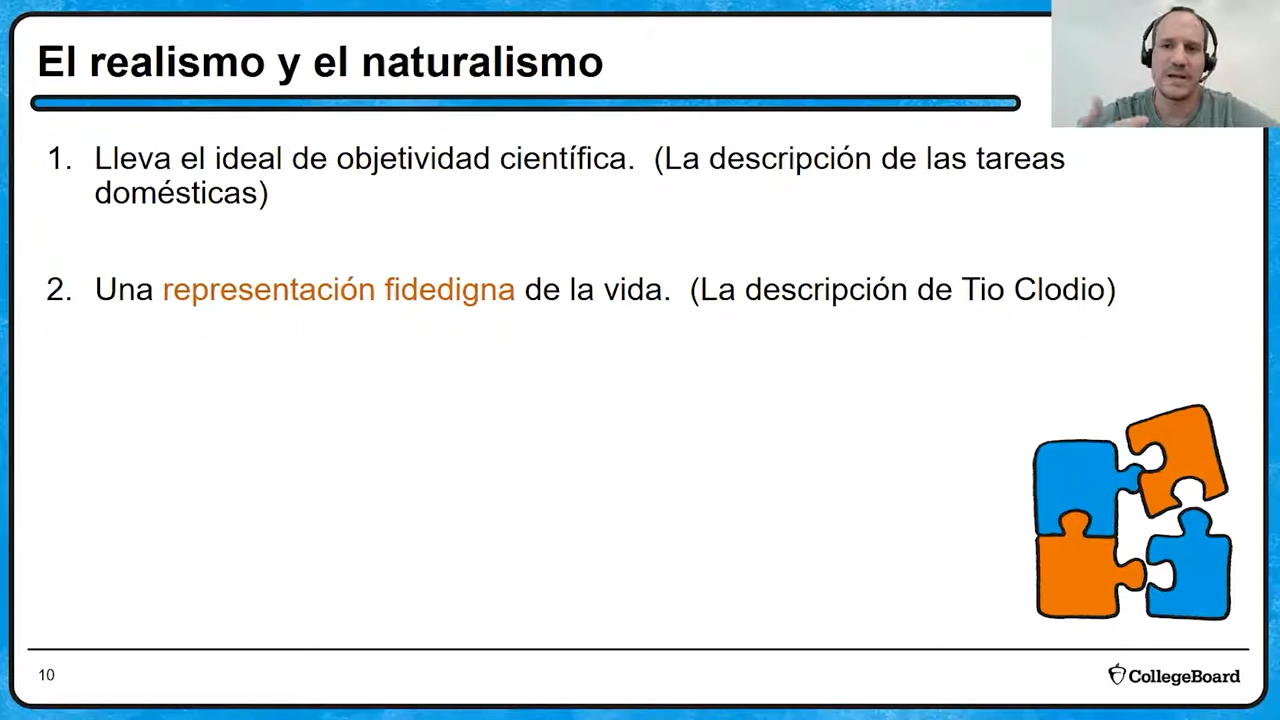 El realismo y el naturalismo
1. Lleva el ideal de objetividad científica. (La descripción de las tareas
domésticas)
2. Una representación fidedigna de la vida. (La descripción de Tio Clodio)
10
CollegeBoard